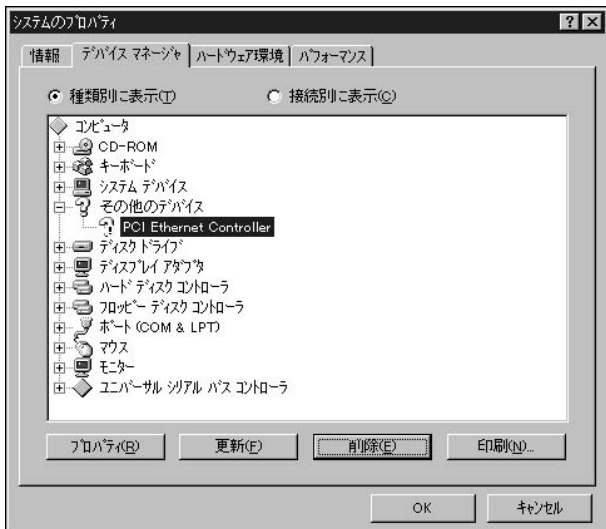 システムのプロパティ
情報 デバイス マネージャ ハードウェア環境 パフォーマンス
種類別に表示(T) 接続別に表示(C)
コンピュータ
CD-ROM
キーボード
システム デバイス
その他のデバイス
PCI Ethernet Controller
ディスク ドライブ
ディスプレイ アダプタ
ハード ディスク コントローラ
フロッピー ディスク コントローラ
ポート (COM & LPT)
マウス
モニター
ユニバーサル シリアル バス コントローラ
プロパティ(R) 更新(F) 削除(E) 印刷(N)...
OK キャンセル